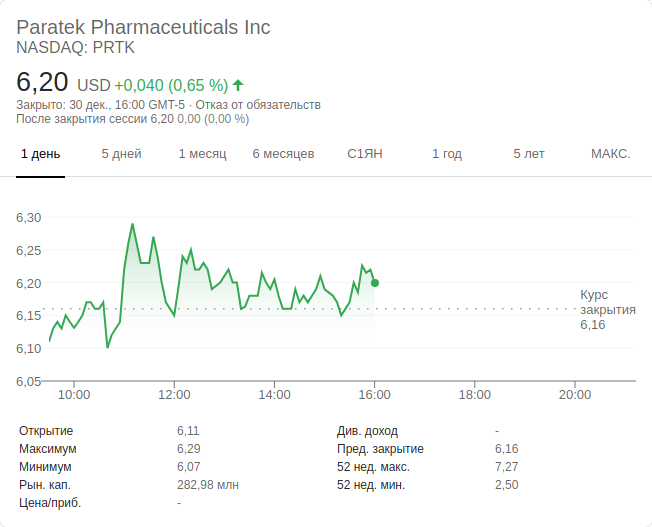 Paratek Pharmaceuticals Inc
NASDAQ: PRTK
6,20 USD +0,040 (0,65 %)
Закрыто: 30 дек., 16:00 GMT-5 · Отказ от обязательств
После закрытия сессии 6,20 0,00 (0,00 %)
1 день 5 дней 1 месяц 6 месяцев С1ЯН 1 год 5 лет МАКС.
6,30
6,25
6,20
6,15
6,10
6,05
Курс
закрытия
6,16
10:00 12:00 14:00 16:00 18:00 20:00
Открытие 6,11 Див. доход -
Максимум 6,29 Пред. закрытие 6,16
Минимум 6,07 52 нед. макс. 7,27
Рын. кап. 282,98 млн 52 нед. мин. 2,50
Цена/приб. -